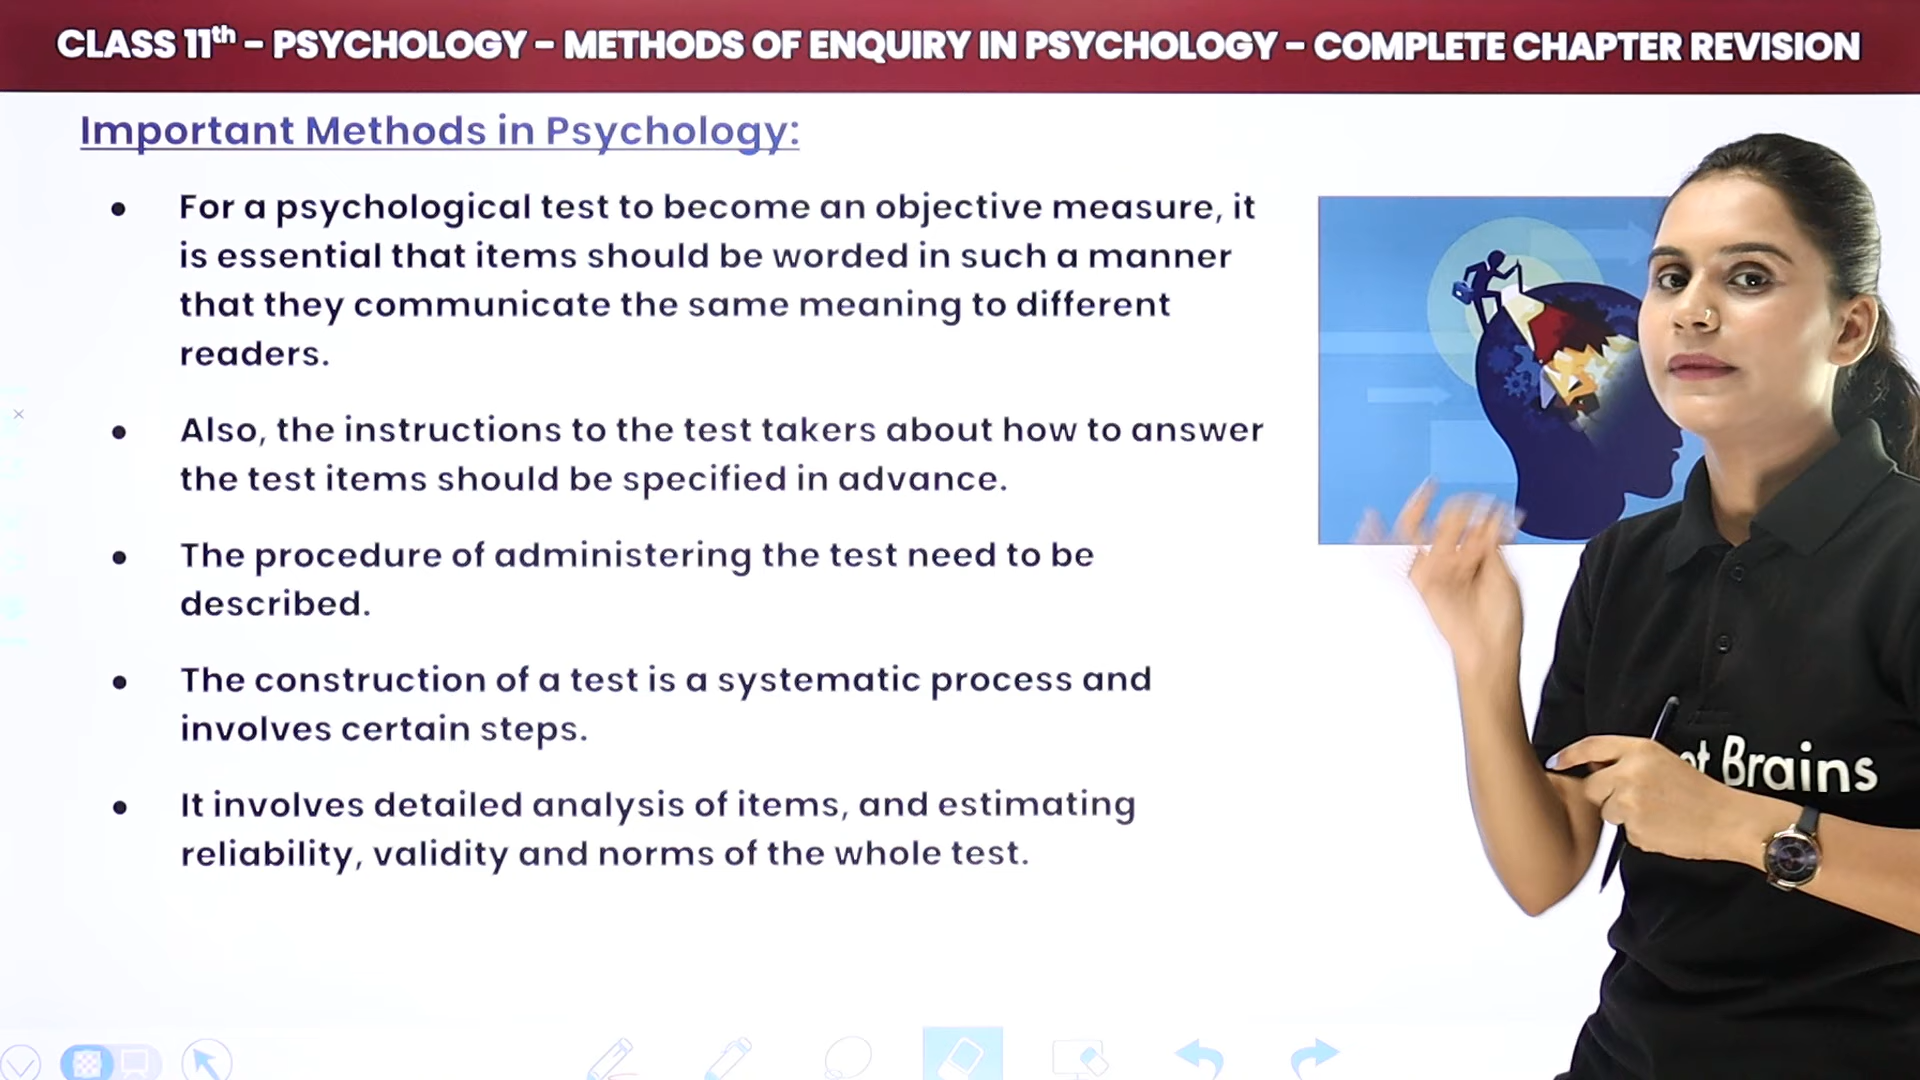 CLASS 11th – PSYCHOLOGY – METHODS OF ENQUIRY IN PSYCHOLOGY – COMPLETE CHAPTER REVISION
Important Methods in Psychology:
• For a psychological test to become an objective measure, it
is essential that items should be worded in such a manner
that they communicate the same meaning to different
readers.
• Also, the instructions to the test takers about how to answer
the test items should be specified in advance.
• The procedure of administering the test need to be
described.
• The construction of a test is a systematic process and
involves certain steps.
• It involves detailed analysis of items, and estimating
reliability, validity and norms of the whole test.
Brains